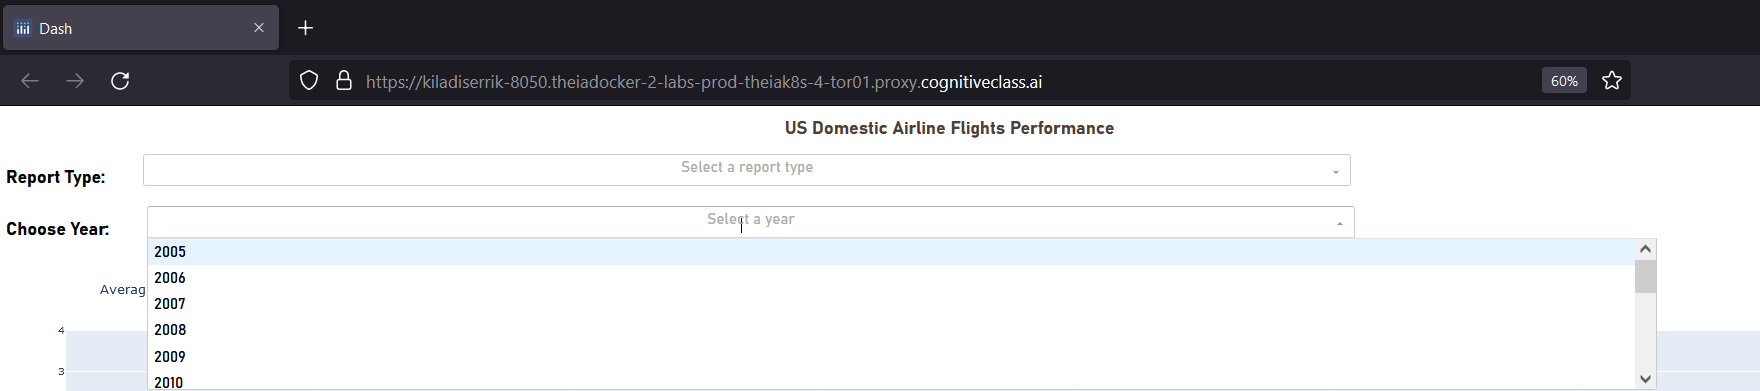 Dash
https://kiladiserrik-8050.theiadocker-2-labs-prod-theiak8s-4-tor01.proxy.cognitiveclass.ai
60%
US Domestic Airline Flights Performance
Report Type:
Select a report type
Choose Year:
Select a year
2005
2006
2007
2008
2009
2010
Averag
4
3